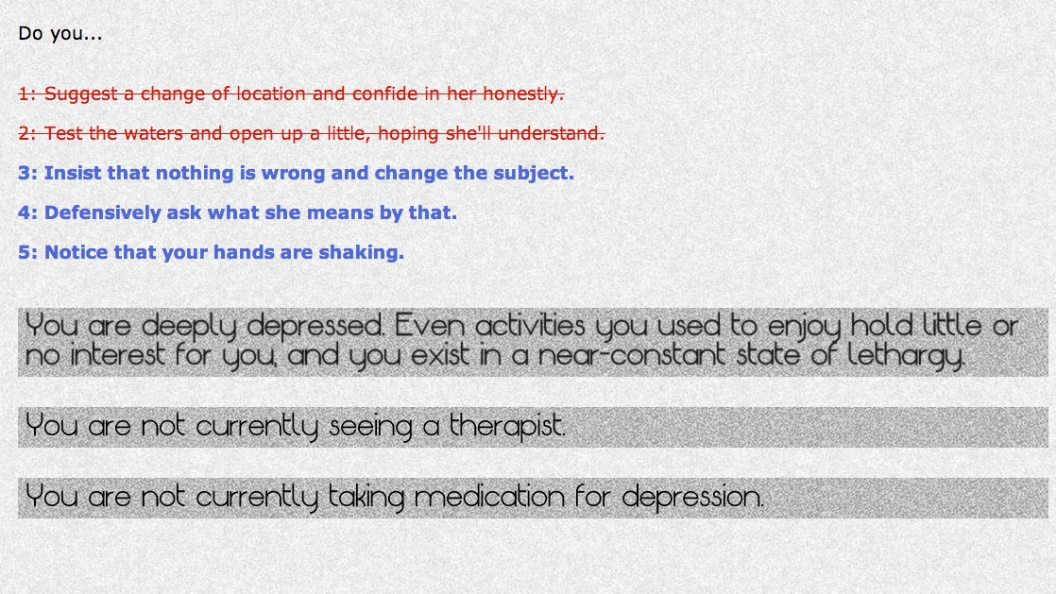 Do you...
1: Suggest a change of location and confide in her honestly.
2: Test the waters and open up a little, hoping she'll understand.
3: Insist that nothing is wrong and change the subject.
4: Defensively ask what she means by that.
5: Notice that your hands are shaking.
You are deeply depressed. Even activities you used to enjoy hold little or
no interest for you, and you exist in a near-constant state of lethargy.
You are not currently seeing a therapist.
You are not currently taking medication for depression.